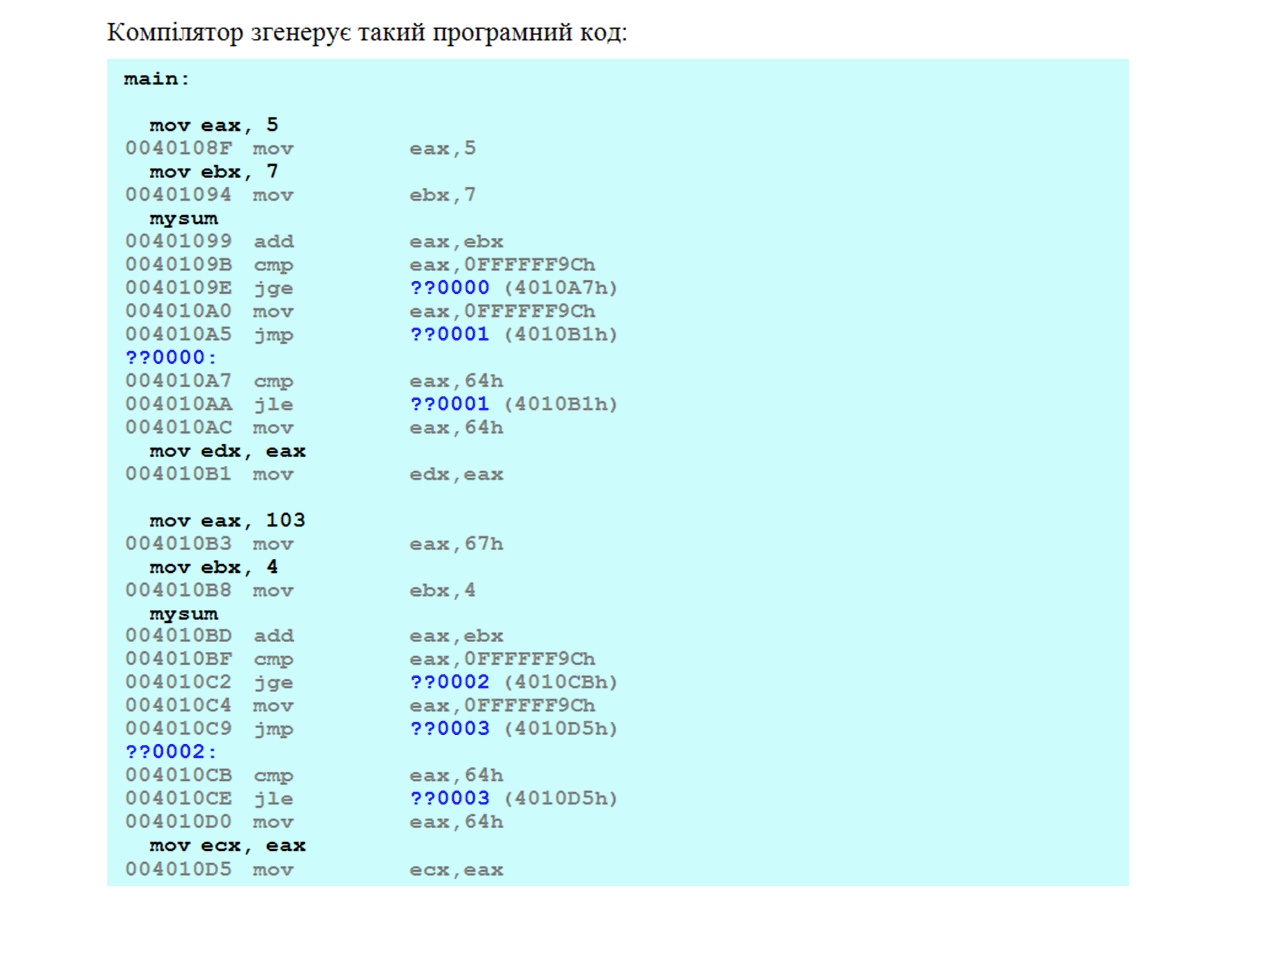 Компілятор згенерує такий програмний код:
main:
mov eax, 5
0040108F mov eax,5
mov ebx, 7
00401094 mov ebx,7
mysum
00401099 add eax,ebx
0040109B cmp eax,0FFFFFF9Ch
0040109E jge ??0000 (4010A7h)
004010A0 mov eax,0FFFFFF9Ch
004010A5 jmp ??0001 (4010B1h)
??0000:
004010A7 cmp eax,64h
004010AA jle ??0001 (4010B1h)
004010AC mov eax,64h
mov edx, eax
004010B1 mov edx,eax
mov eax, 103
004010B3 mov eax,67h
mov ebx, 4
004010B8 mov ebx,4
mysum
004010BD add eax,ebx
004010BF cmp eax,0FFFFFF9Ch
004010C2 jge ??0002 (4010CBh)
004010C4 mov eax,0FFFFFF9Ch
004010C9 jmp ??0003 (4010D5h)
??0002:
004010CB cmp eax,64h
004010CE jle ??0003 (4010D5h)
004010D0 mov eax,64h
mov ecx, eax
004010D5 mov ecx,eax